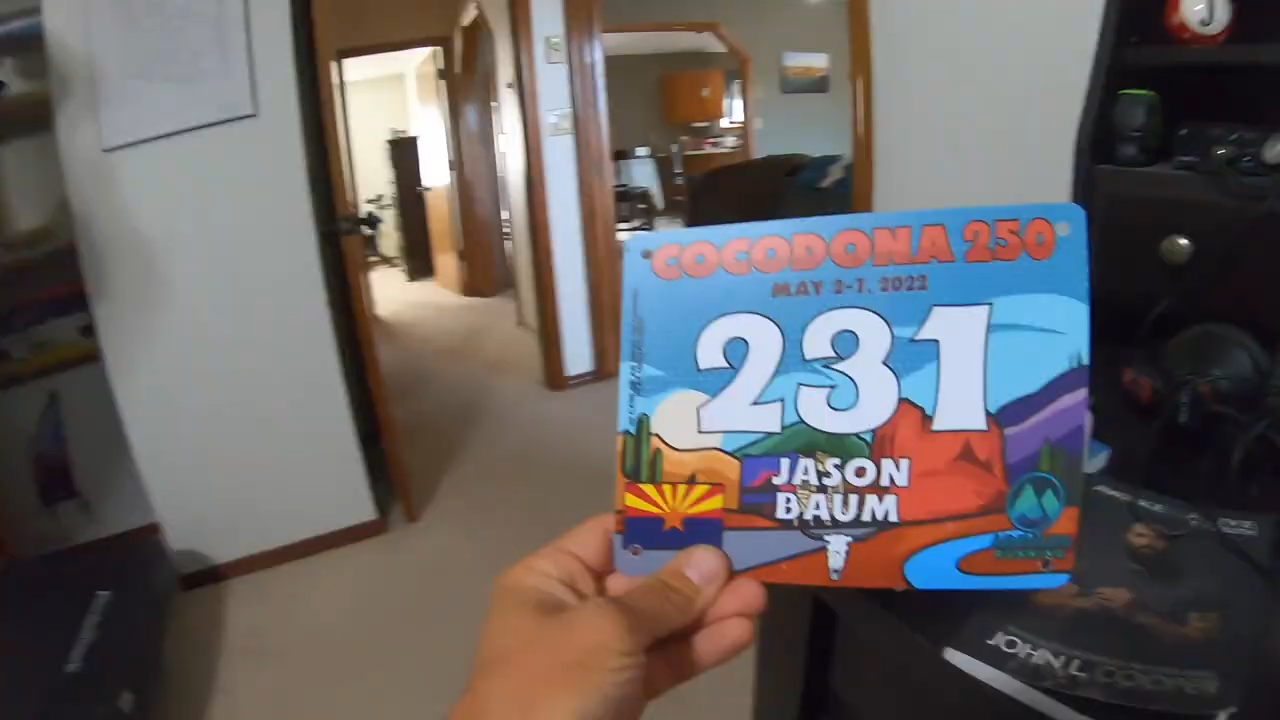 COCODONA 250
MAY 2-7, 2022
231
JASON
BAUM
JOHN L. COOPER